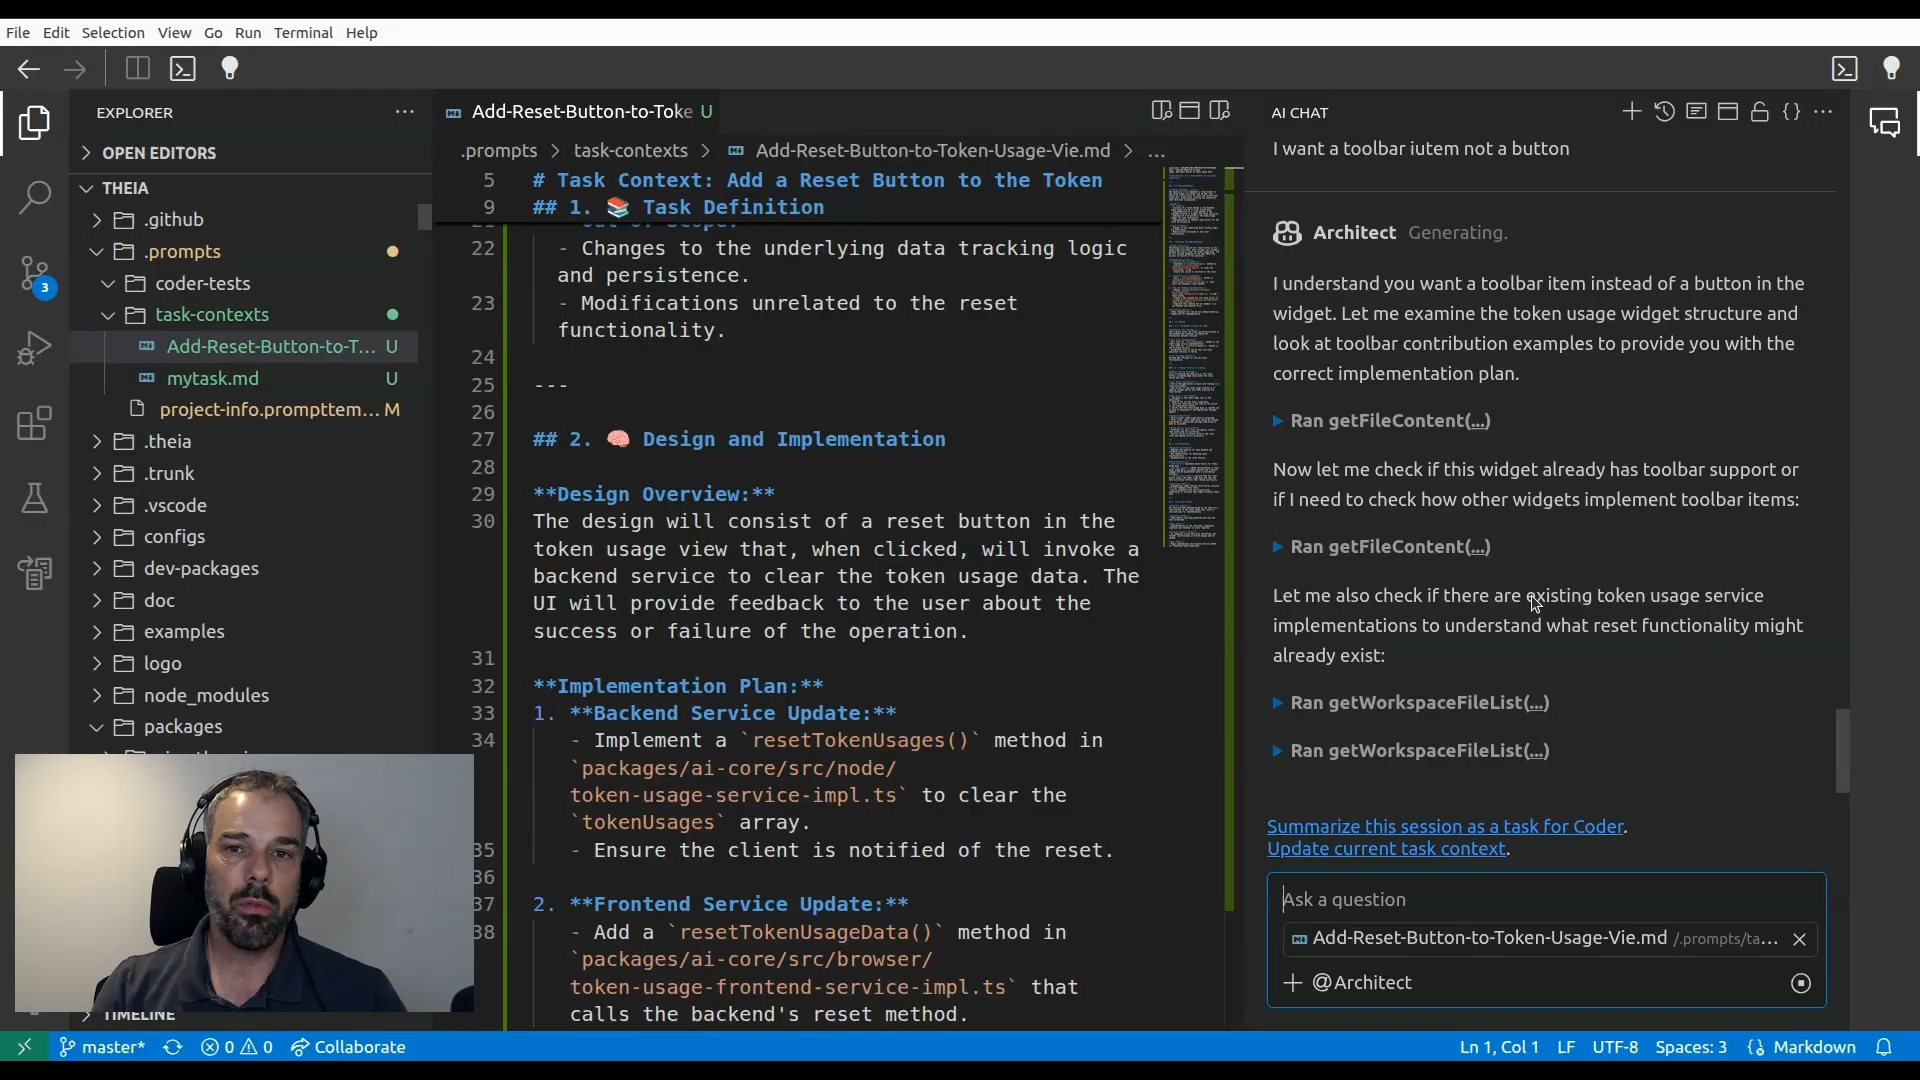 File Edit Selection View Go Run Terminal Help
EXPLORER
OPEN EDITORS
THEIA
.github
.prompts
coder-tests
task-contexts
Add-Reset-Button-to-T... U
mytask.md U
project-info.prompttem... M
.theia
.trunk
3
.vscode
configs
dev-packages
doc
examples
logo
node_modules
packages
TIMELINE
Add-Reset-Button-to-Toke U
.prompts > task-contexts > Add-Reset-Button-to-Token-Usage-Vie.md > ...
5 # Task Context: Add a Reset Button to the Token
9 ## 1. 📚 Task Definition
22 - Changes to the underlying data tracking logic
and persistence.
23 - Modifications unrelated to the reset
functionality.
24
25 ---
26
27 ## 2. 🧠 Design and Implementation
28
29 **Design Overview:**
30 The design will consist of a reset button in the
token usage view that, when clicked, will invoke a
backend service to clear the token usage data. The
UI will provide feedback to the user about the
success or failure of the operation.
31
32 **Implementation Plan:**
33 1. **Backend Service Update:**
34 - Implement a `resetTokenUsages()` method in
`packages/ai-core/src/node/
token-usage-service-impl.ts` to clear the
`tokenUsages` array.
35 - Ensure the client is notified of the reset.
36
37 2. **Frontend Service Update:**
38 - Add a `resetTokenUsageData()` method in
`packages/ai-core/src/browser/
token-usage-frontend-service-impl.ts` that
calls the backend's reset method.
AI CHAT
I want a toolbar iutem not a button
Architect Generating.
I understand you want a toolbar item instead of a button in the
widget. Let me examine the token usage widget structure and
look at toolbar contribution examples to provide you with the
correct implementation plan.
Ran getFileContent(...)
Now let me check if this widget already has toolbar support or
if I need to check how other widgets implement toolbar items:
Ran getFileContent(...)
Let me also check if there are existing token usage service
implementations to understand what reset functionality might
already exist:
Ran getWorkspaceFileList(...)
Ran getWorkspaceFileList(...)
Summarize this session as a task for Coder.
Update current task context.
Ask a question
Add-Reset-Button-to-Token-Usage-Vie.md /.prompts/ta...
@Architect
master* 0 0 Collaborate
Ln 1, Col 1 LF UTF-8 Spaces: 3 Markdown